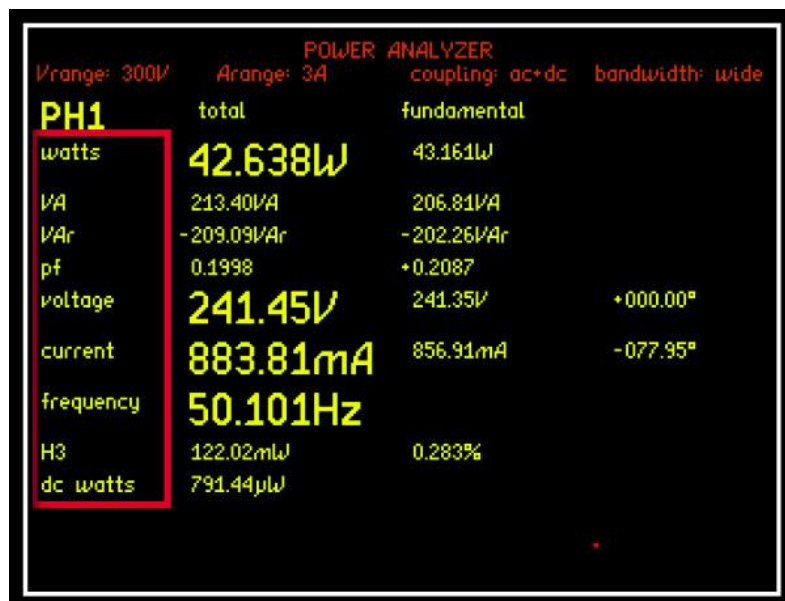 POWER ANALYZER
Vrange: 300V Arange: 3A coupling: ac+dc bandwidth: wide
PH1 total fundamental
watts 42.638W 43.161W
VA 213.40VA 206.81VA
VAr -209.09VAr -202.26VAr
pf 0.1998 +0.2087
voltage 241.45V 241.35V +000.00°
current 883.81mA 856.91mA -077.95°
frequency 50.101Hz
H3 122.02mW 0.283%
dc watts 791.44µW